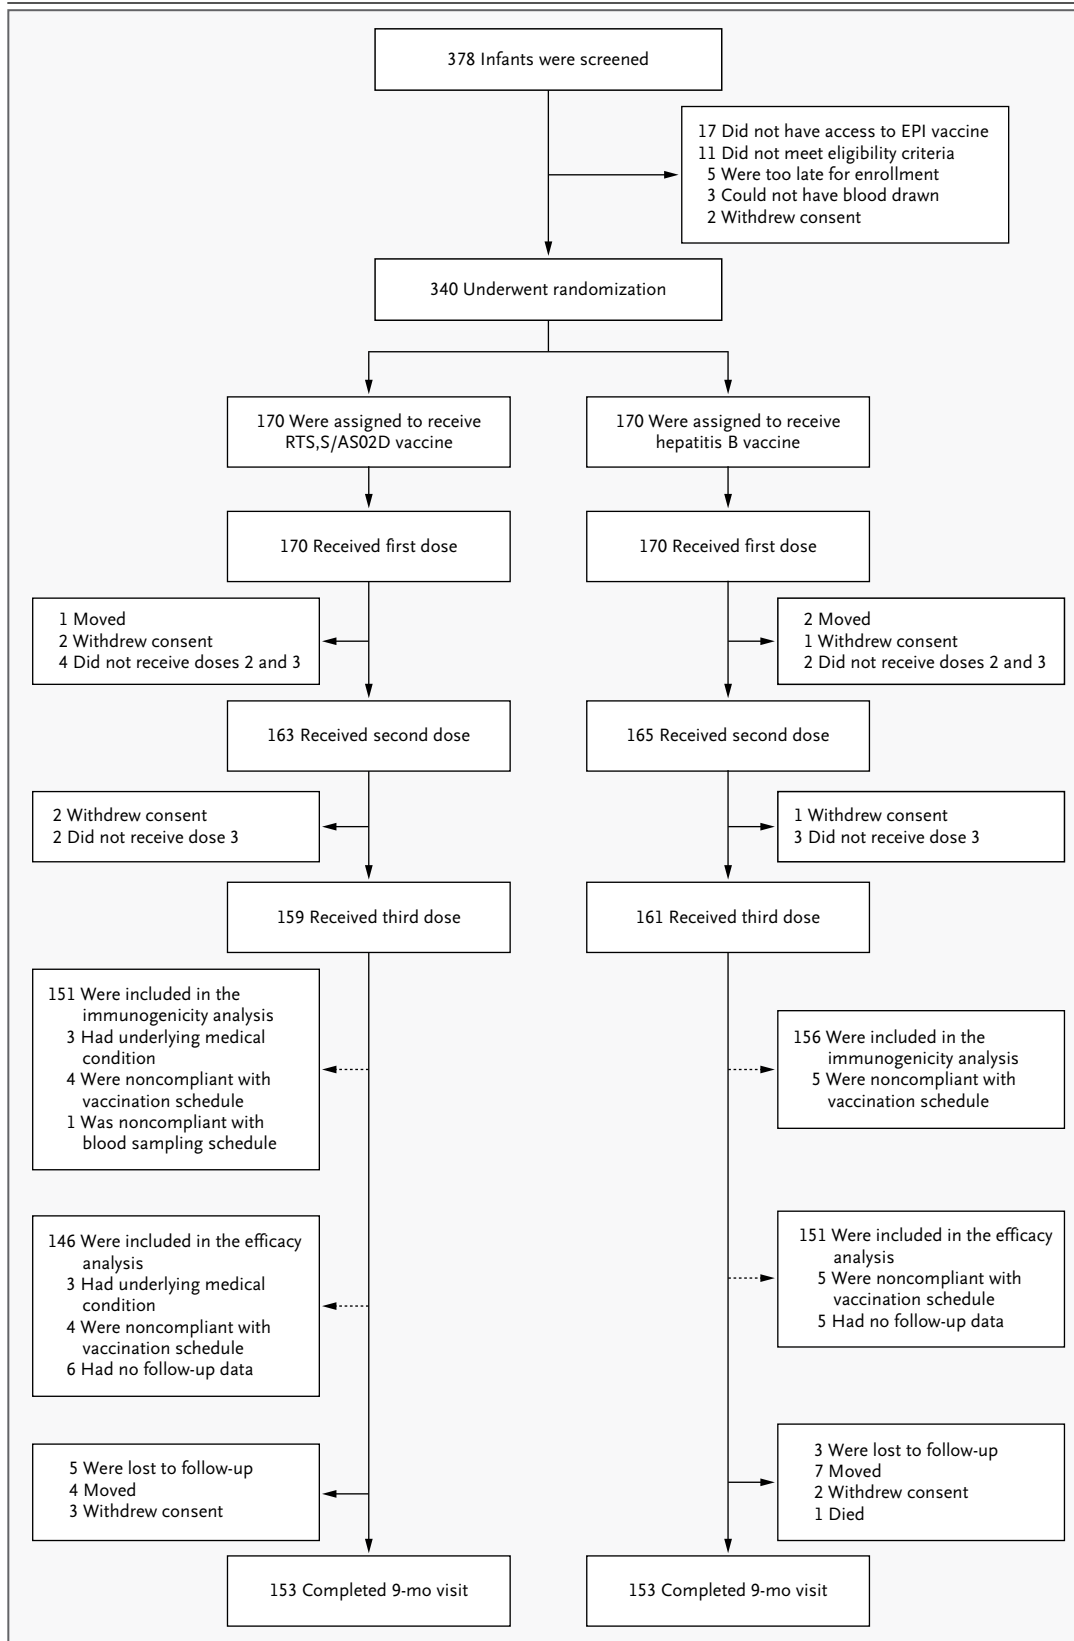 378 Infants were screened
17 Did not have access to EPI vaccine
11 Did not meet eligibility criteria
5 Were too late for enrollment
3 Could not have blood drawn
2 Withdrew consent
340 Underwent randomization
170 Were assigned to receive
RTS,S/AS02D vaccine
170 Were assigned to receive
hepatitis B vaccine
170 Received first dose
170 Received first dose
1 Moved
2 Withdrew consent
4 Did not receive doses 2 and 3
2 Moved
1 Withdrew consent
2 Did not receive doses 2 and 3
163 Received second dose
165 Received second dose
2 Withdrew consent
2 Did not receive dose 3
1 Withdrew consent
3 Did not receive dose 3
159 Received third dose
161 Received third dose
151 Were included in the
immunogenicity analysis
3 Had underlying medical
condition
4 Were noncompliant with
vaccination schedule
1 Was noncompliant with
blood sampling schedule
156 Were included in the
immunogenicity analysis
5 Were noncompliant with
vaccination schedule
146 Were included in the efficacy
analysis
3 Had underlying medical
condition
4 Were noncompliant with
vaccination schedule
6 Had no follow-up data
151 Were included in the efficacy
analysis
5 Were noncompliant with
vaccination schedule
5 Had no follow-up data
5 Were lost to follow-up
4 Moved
3 Withdrew consent
3 Were lost to follow-up
7 Moved
2 Withdrew consent
1 Died
153 Completed 9-mo visit
153 Completed 9-mo visit